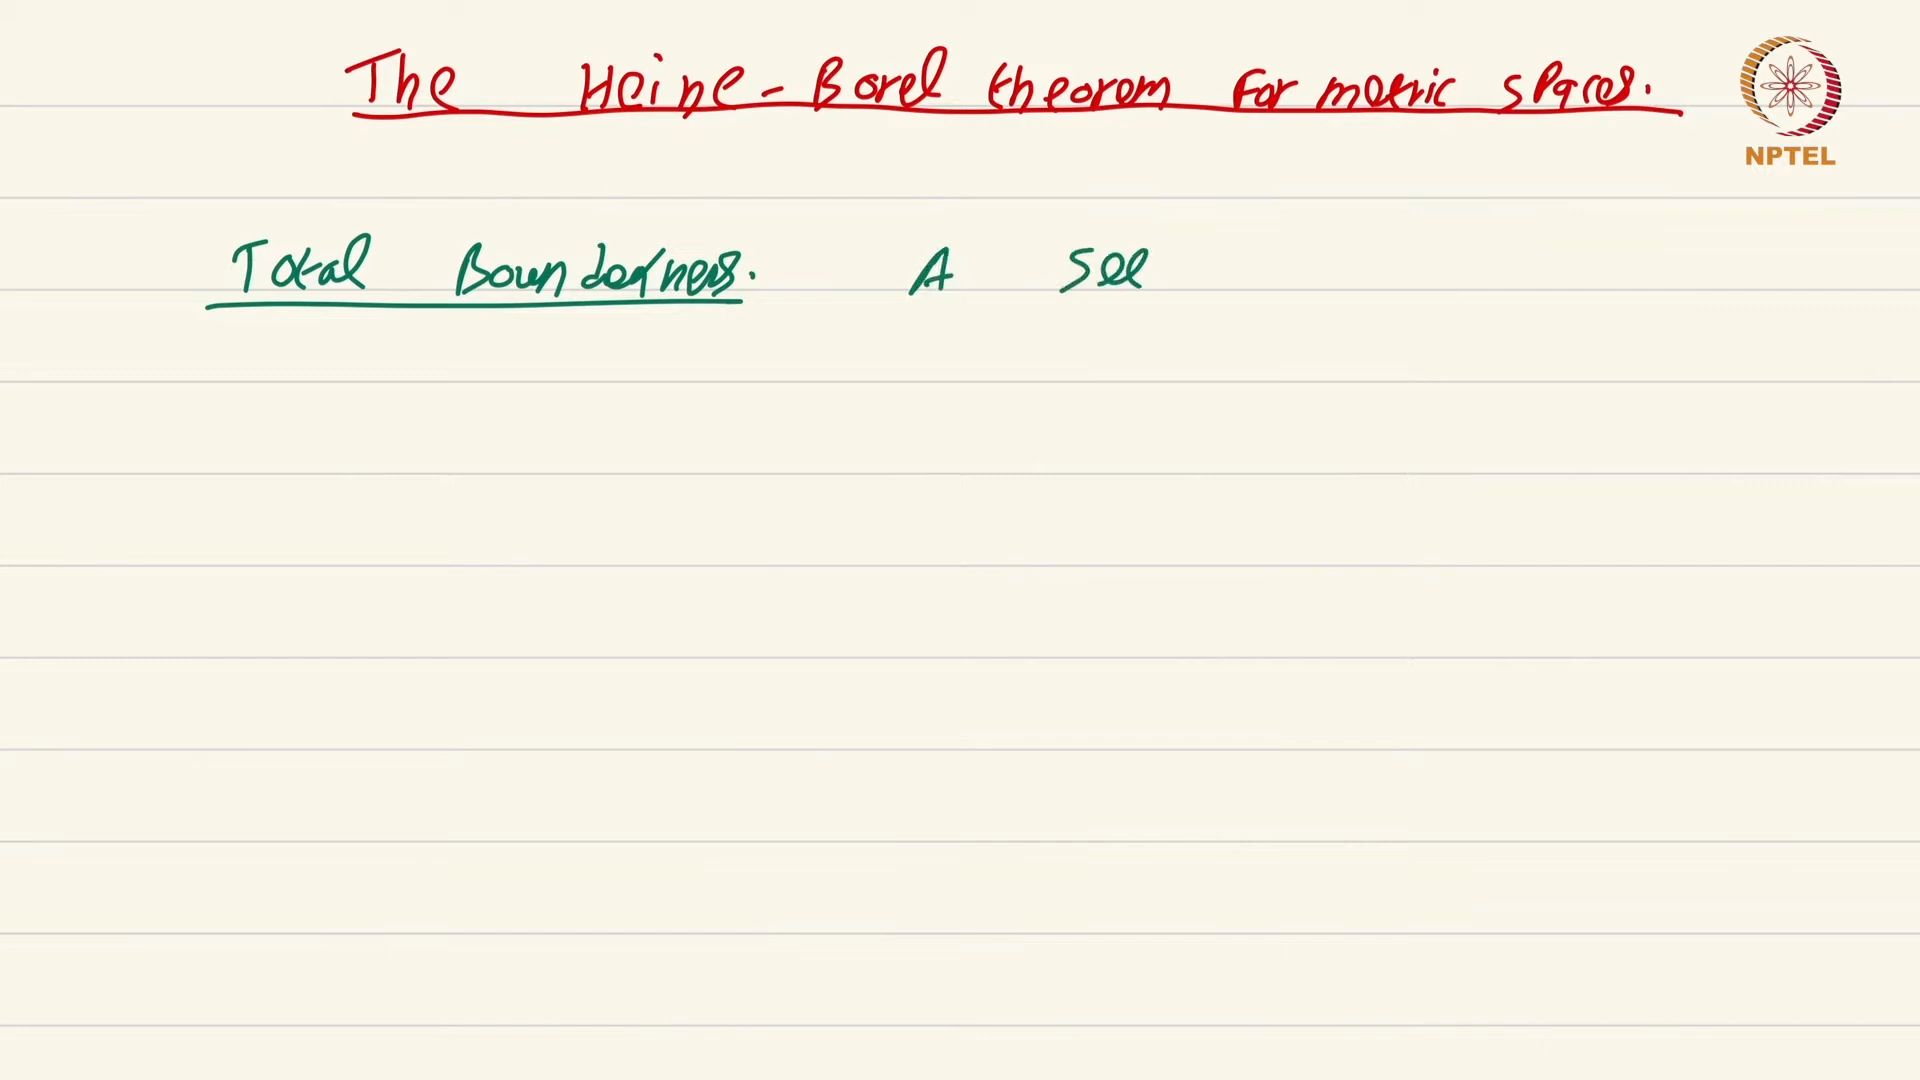 The Heine-Borel theorem for metric spaces.
NPTEL
Total Boundedness. A Set